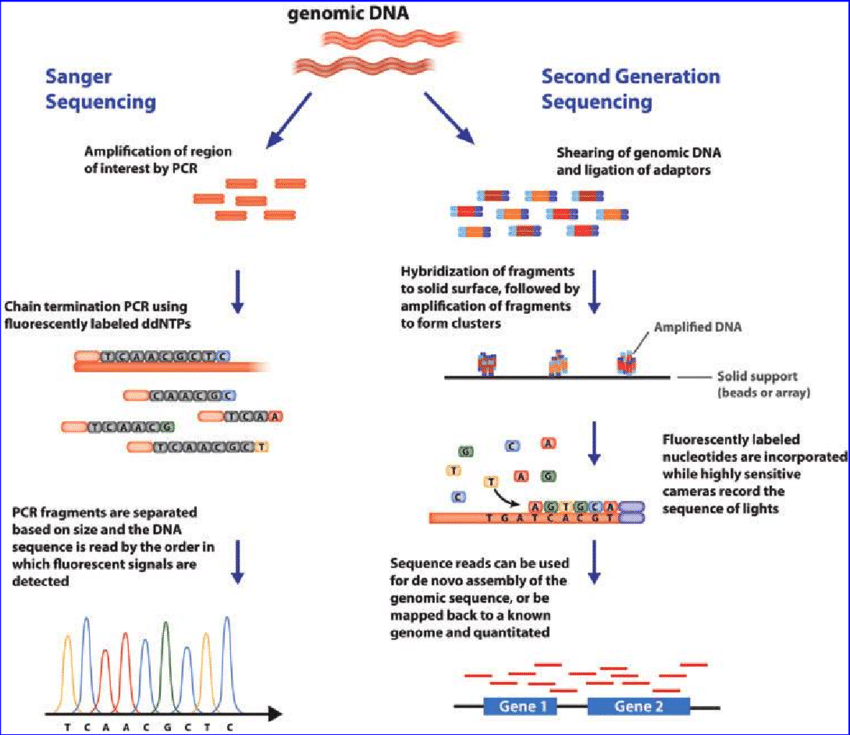 genomic DNA
Sanger
Sequencing
Second Generation
Sequencing
Amplification of region
of interest by PCR
Shearing of genomic DNA
and ligation of adaptors
Chain termination PCR using
fluorescently labeled ddNTPs
TCAACGCTC
CAACGC
TCAA
TCAACG
TCAACGCT
Hybridization of fragments
to solid surface, followed by
amplification of fragments
to form clusters
Amplified DNA
Solid support
(beads or array)
Fluorescently labeled
nucleotides are incorporated
while highly sensitive
cameras record the
sequence of lights
G C A
T T A G
C
AGTGCA
TGATCACGT
PCR fragments are separated
based on size and the DNA
sequence is read by the order in
which fluorescent signals are
detected
T C A A C G C T C
Sequence reads can be used
for de novo assembly of the
genomic sequence, or be
mapped back to a known
genome and quantitated
Gene 1 Gene 2